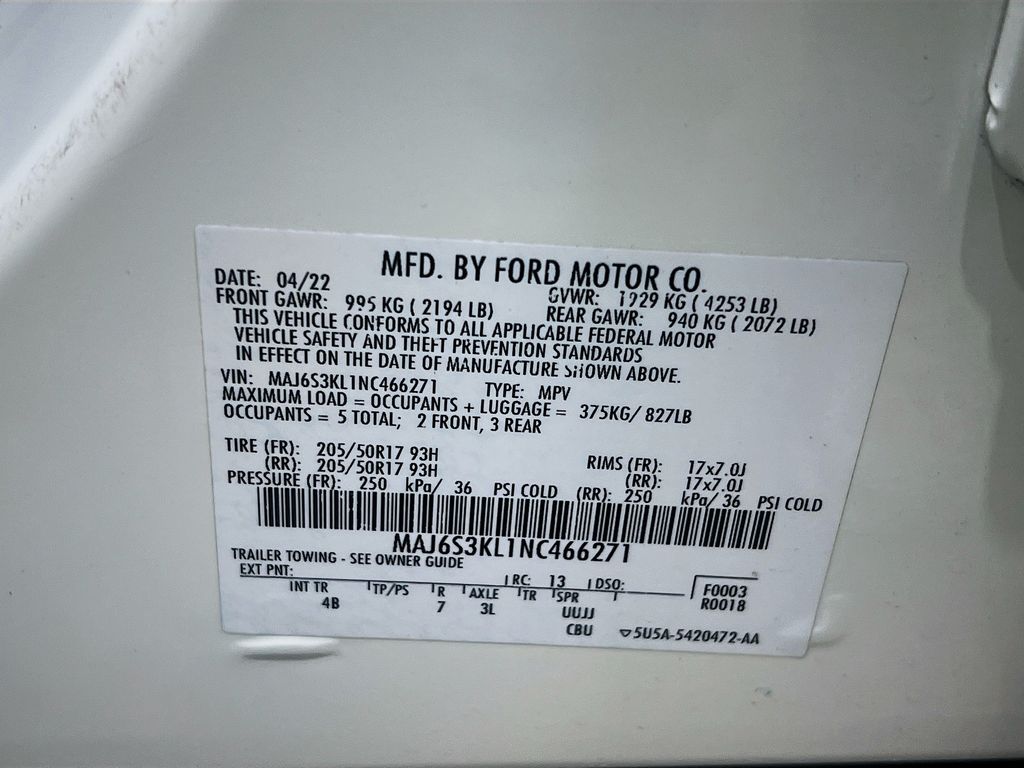 MFD. BY FORD MOTOR CO.
DATE: 04/22 GVWR: 1929 KG ( 4253 LB)
FRONT GAWR: 995 KG ( 2194 LB) REAR GAWR: 940 KG ( 2072 LB)
THIS VEHICLE CONFORMS TO ALL APPLICABLE FEDERAL MOTOR
VEHICLE SAFETY AND THEFT PREVENTION STANDARDS
IN EFFECT ON THE DATE OF MANUFACTURE SHOWN ABOVE.
VIN: MAJ6S3KL1NC466271 TYPE: MPV
MAXIMUM LOAD = OCCUPANTS + LUGGAGE = 375KG/ 827LB
OCCUPANTS = 5 TOTAL; 2 FRONT, 3 REAR
TIRE (FR): 205/50R17 93H RIMS (FR): 17x7.0J
(RR): 205/50R17 93H (RR): 17x7.0J
PRESSURE (FR): 250 kPa/ 36 PSI COLD (RR): 250 kPa/ 36 PSI COLD
MAJ6S3KL1NC466271
TRAILER TOWING - SEE OWNER GUIDE
EXT PNT: RC: 13 DSO: F0003
INT TR TP/PS R AXLE TR SPR R0018
4B 7 3L UUJJ
CBU 5U5A-5420472-AA